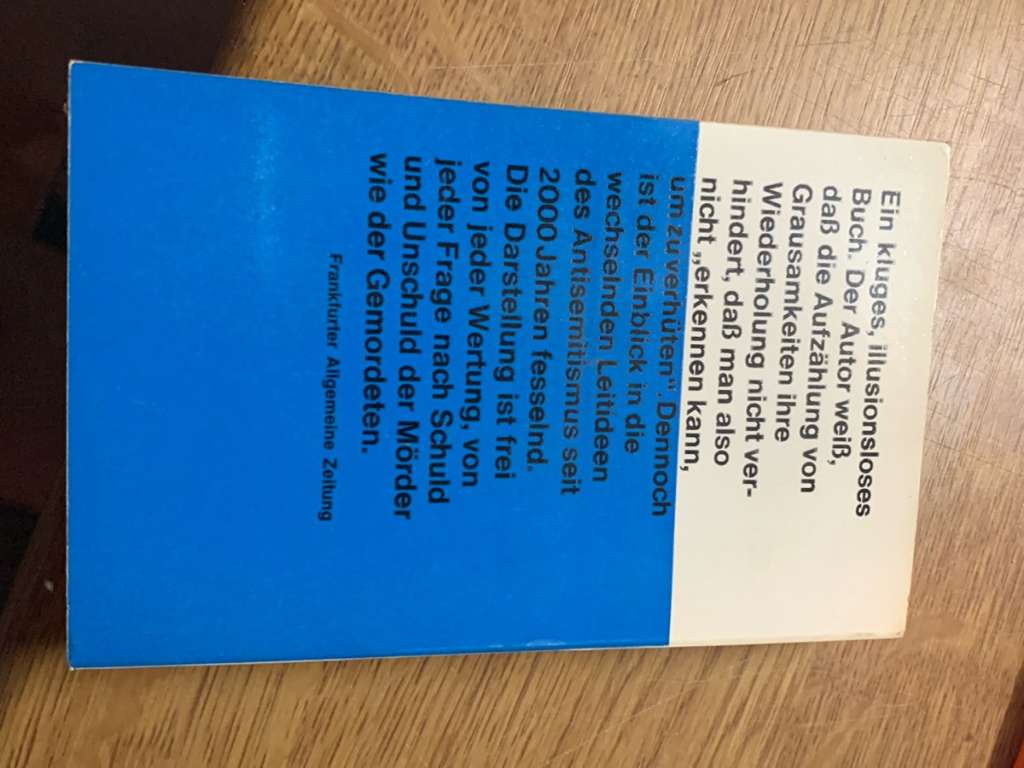 Ein kluges, illusionsloses
Buch. Der Autor weiß,
daß die Aufzählung von
Grausamkeiten ihre
Wiederholung nicht ver-
hindert, daß man also
nicht „erkennen kann,
um zu verhüten“. Dennoch
ist der Einblick in die
wechselnden Leitideen
des Antisemitismus seit
2000 Jahren fesselnd.
Die Darstellung ist frei
von jeder Wertung, von
jeder Frage nach Schuld
und Unschuld der Mörder
wie der Gemordeten.
Frankfurter Allgemeine Zeitung